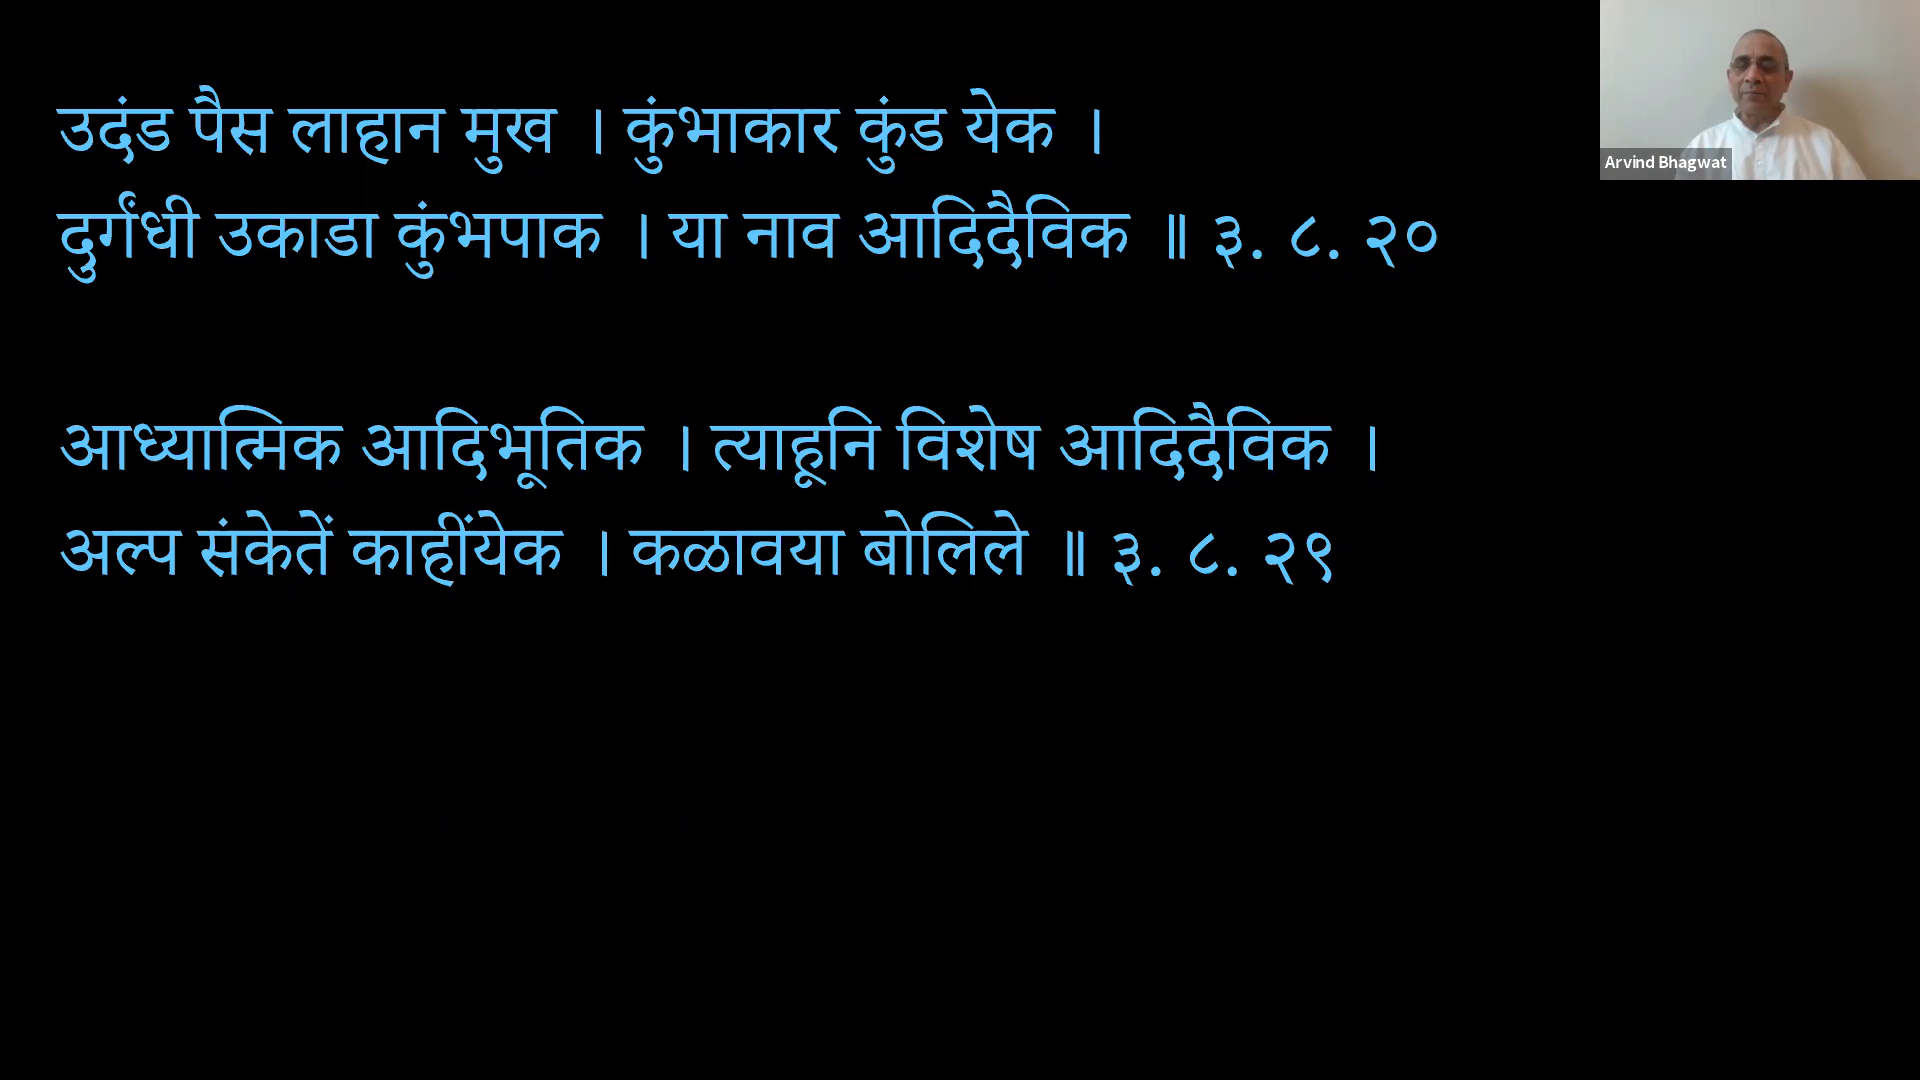 उदंड पैस लाहान मुख । कुंभाकार कुंड येक ।
दुर्गंधी उकाडा कुंभपाक । या नाव आदिदैविक ॥ ३. ८. २०
आध्यात्मिक आदिभूतिक । त्याहूनि विशेष आदिदैविक ।
अल्प संकेतें काहींयेक । कळावया बोलिले ॥ ३. ८. २९
Arvind Bhagwat